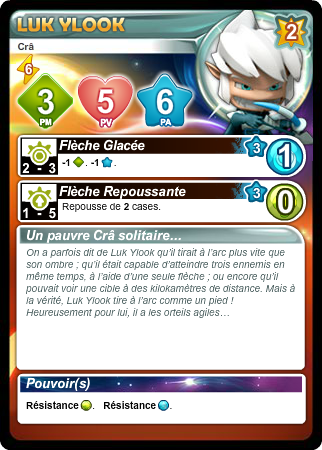 LUK YLOOK
2
Crâ
6
3
PM
5
PV
6
PA
Flèche Glacée
3
1
2 - 3
-1 . -1 .
Flèche Repoussante
3
0
1 - 5
Repousse de 2 cases.
Un pauvre Crâ solitaire...
On a parfois dit de Luk Ylook qu'il tirait à l'arc plus vite que
son ombre ; qu'il était capable d'atteindre trois ennemis en
même temps, à l'aide d'une seule flèche ; ou encore qu'il
pouvait voir une cible à des kilokamètres de distance. Mais à
la vérité, Luk Ylook tire à l'arc comme un pied !
Heureusement pour lui, il a les orteils agiles…
Pouvoir(s)
Résistance . Résistance .